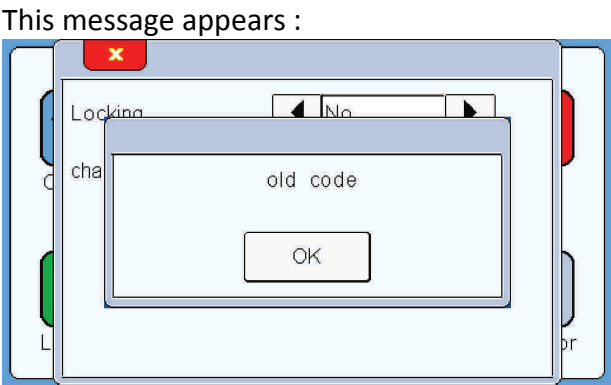 This message appears :
x
Locking No
cha
old code
OK